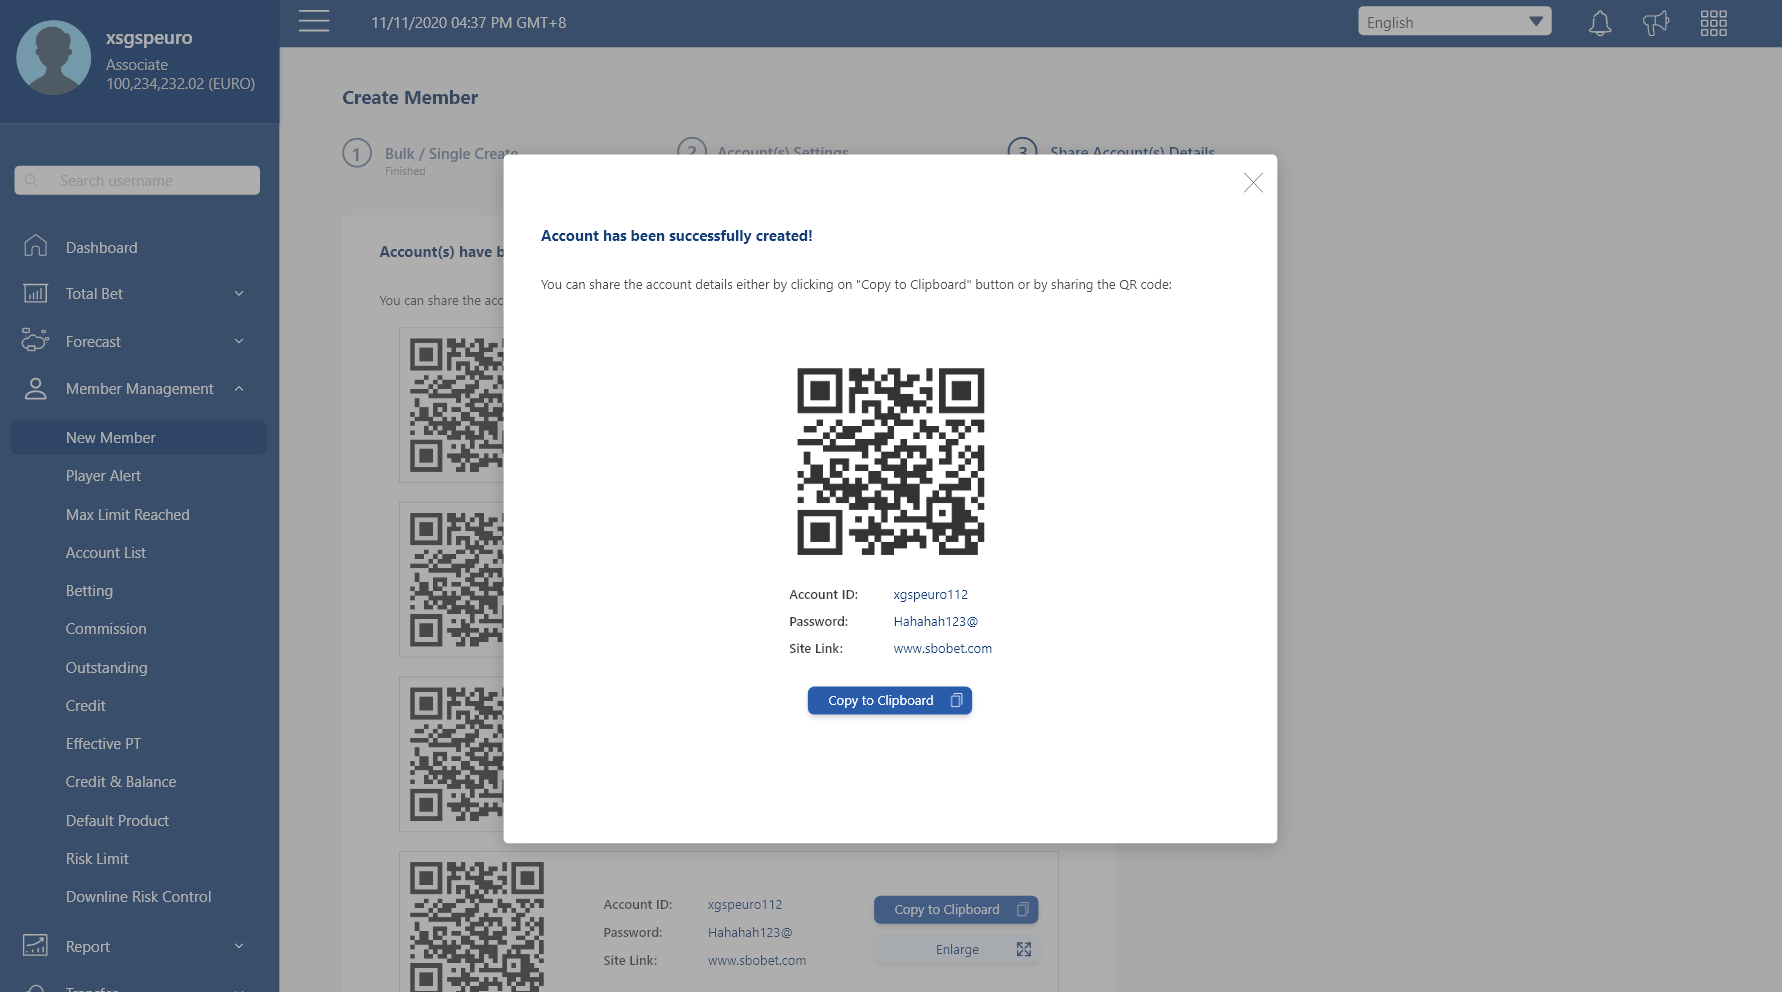 xsgspeuro
Associate
100,234,232.02 (EURO)
11/11/2020 04:37 PM GMT+8
English
Search username
Dashboard
Total Bet
Forecast
Member Management
New Member
Player Alert
Max Limit Reached
Account List
Betting
Commission
Outstanding
Credit
Effective PT
Credit & Balance
Default Product
Risk Limit
Downline Risk Control
Report
Transfer
Create Member
1 Bulk / Single Create
Finished
2 Account(s) Settings
3 Share Account(s) Details
Account(s) have b
You can share the acc
Account has been successfully created!
You can share the account details either by clicking on "Copy to Clipboard" button or by sharing the QR code:
Account ID: xgspeuro112
Password: Hahahah123@
Site Link: www.sbobet.com
Copy to Clipboard
Account ID: xgspeuro112
Password: Hahahah123@
Site Link: www.sbobet.com
Copy to Clipboard
Enlarge